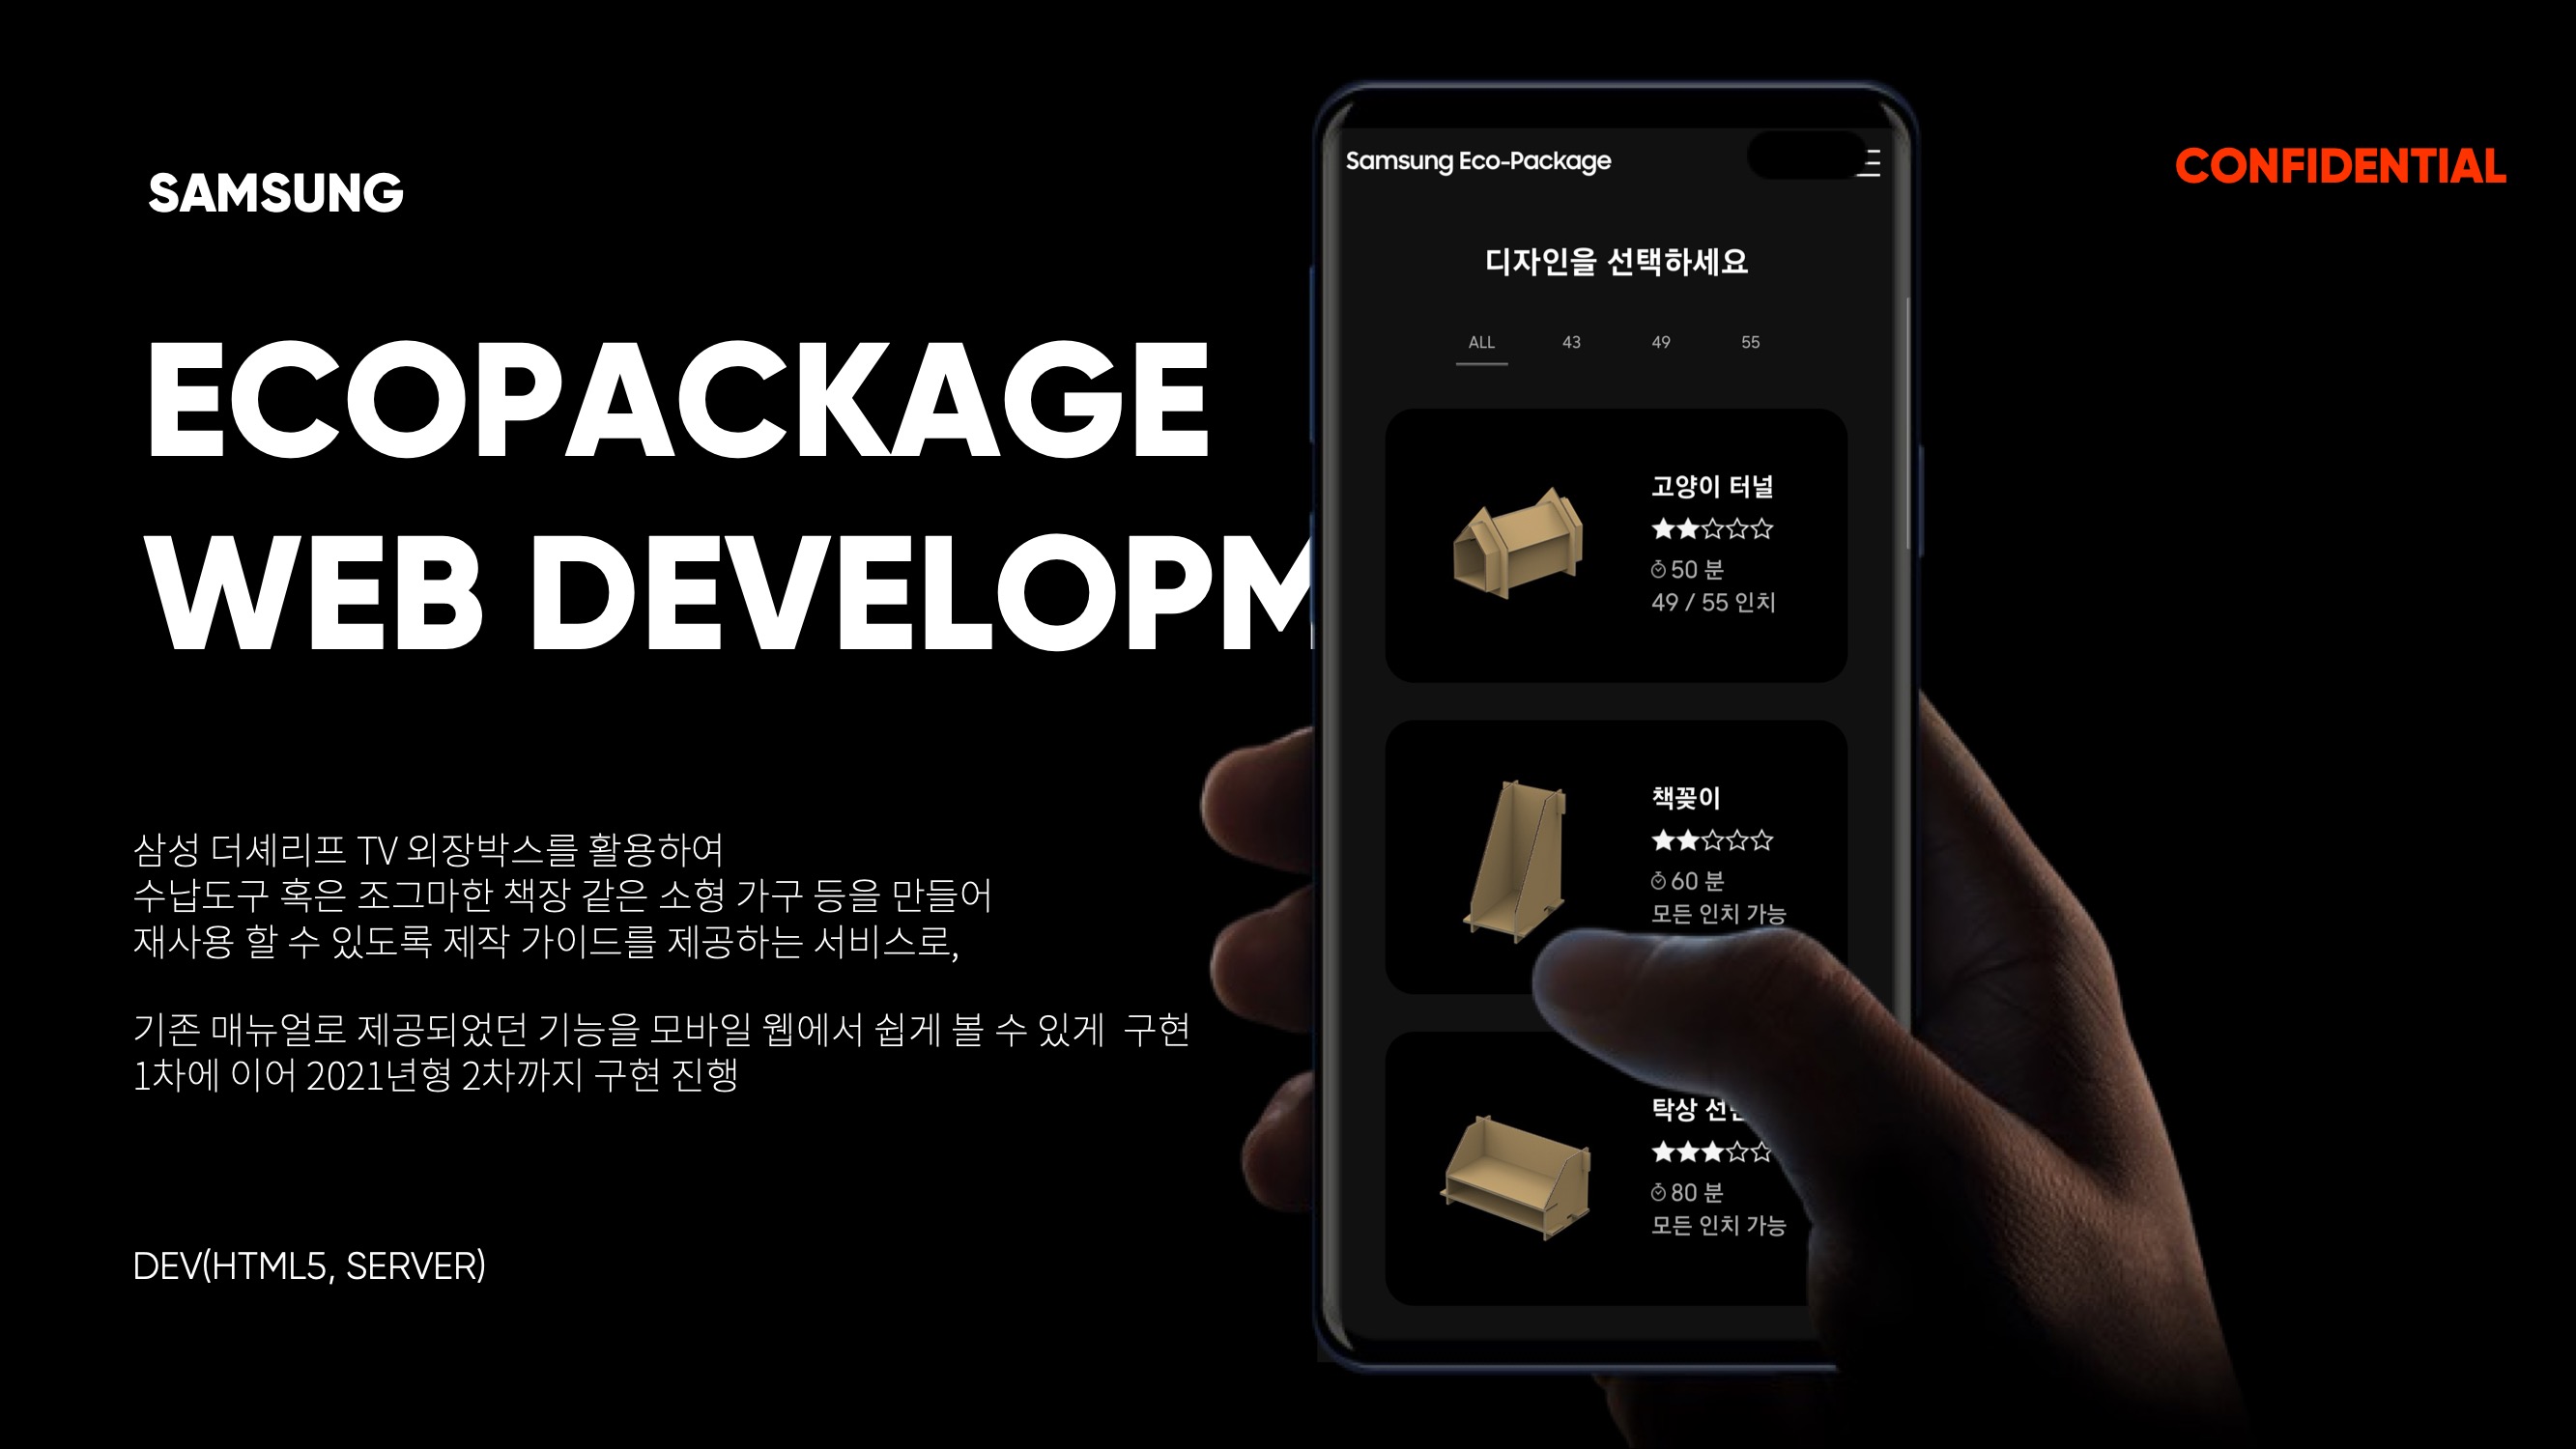 SAMSUNG
CONFIDENTIAL
ECOPACKAGE
WEB DEVELOPM
삼성 더셰리프 TV 외장박스를 활용하여
수납도구 혹은 조그마한 책장 같은 소형 가구 등을 만들어
재사용 할 수 있도록 제작 가이드를 제공하는 서비스로,
기존 매뉴얼로 제공되었던 기능을 모바일 웹에서 쉽게 볼 수 있게 구현
1차에 이어 2021년형 2차까지 구현 진행
DEV(HTML5, SERVER)
Samsung Eco-Package
디자인을 선택하세요
ALL 43 49 55
고양이 터널
50 분
49 / 55 인치
책꽂이
60 분
모든 인치 가능
탁상
80 분
모든 인치 가능